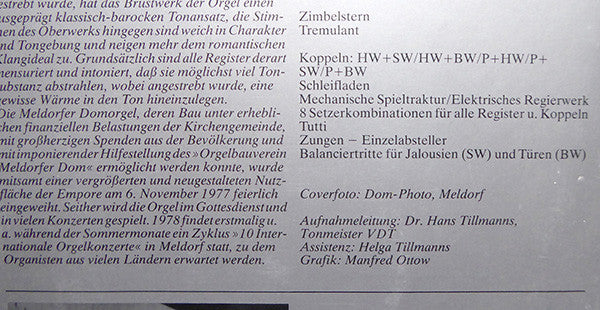 gestrebt wurde, hat das Brustwerk der Orgel einen
ausgeprägt klassisch-barocken Tonansatz, die Stim-
men des Oberwerks hingegen sind weich in Charakter
und Tongebung und neigen mehr dem romantischen
Klangideal zu. Grundsätzlich sind alle Register derart
mensuriert und intoniert, daß sie möglichst viel Ton-
substanz abstrahlen, wobei angestrebt wurde, eine
gewisse Wärme in den Ton hineinzulegen.
Die Meldorfer Domorgel, deren Bau unter erhebli-
chen finanziellen Belastungen der Kirchengemeinde,
mit großherzigen Spenden aus der Bevölkerung und
mit imponierender Hilfestellung des »Orgelbauverein
Meldorfer Dom« ermöglicht werden konnte, wurde
mitsamt einer vergrößerten und neugestalteten Nutz-
fläche der Empore am 6. November 1977 feierlich
eingeweiht. Seither wird die Orgel im Gottesdienst und
in vielen Konzerten gespielt. 1978 findet erstmalig u.
a. während der Sommermonate ein Zyklus »10 Inter-
nationale Orgelkonzerte« in Meldorf statt, zu dem
Organisten aus vielen Ländern erwartet werden.
Zimbelstern
Tremulant
Koppeln: HW+SW/HW+BW/P+HW/P+
SW/P+BW
Schleifladen
Mechanische Spieltraktur/Elektrisches Regierwerk
8 Setzerkombinationen für alle Register u. Koppeln
Tutti
Zungen – Einzelabsteller
Balanciertritte für Jalousien (SW) und Türen (BW)
Coverfoto: Dom-Photo, Meldorf
Aufnahmeleitung: Dr. Hans Tillmanns,
Tonmeister VDT
Assistenz: Helga Tillmanns
Grafik: Manfred Ottow